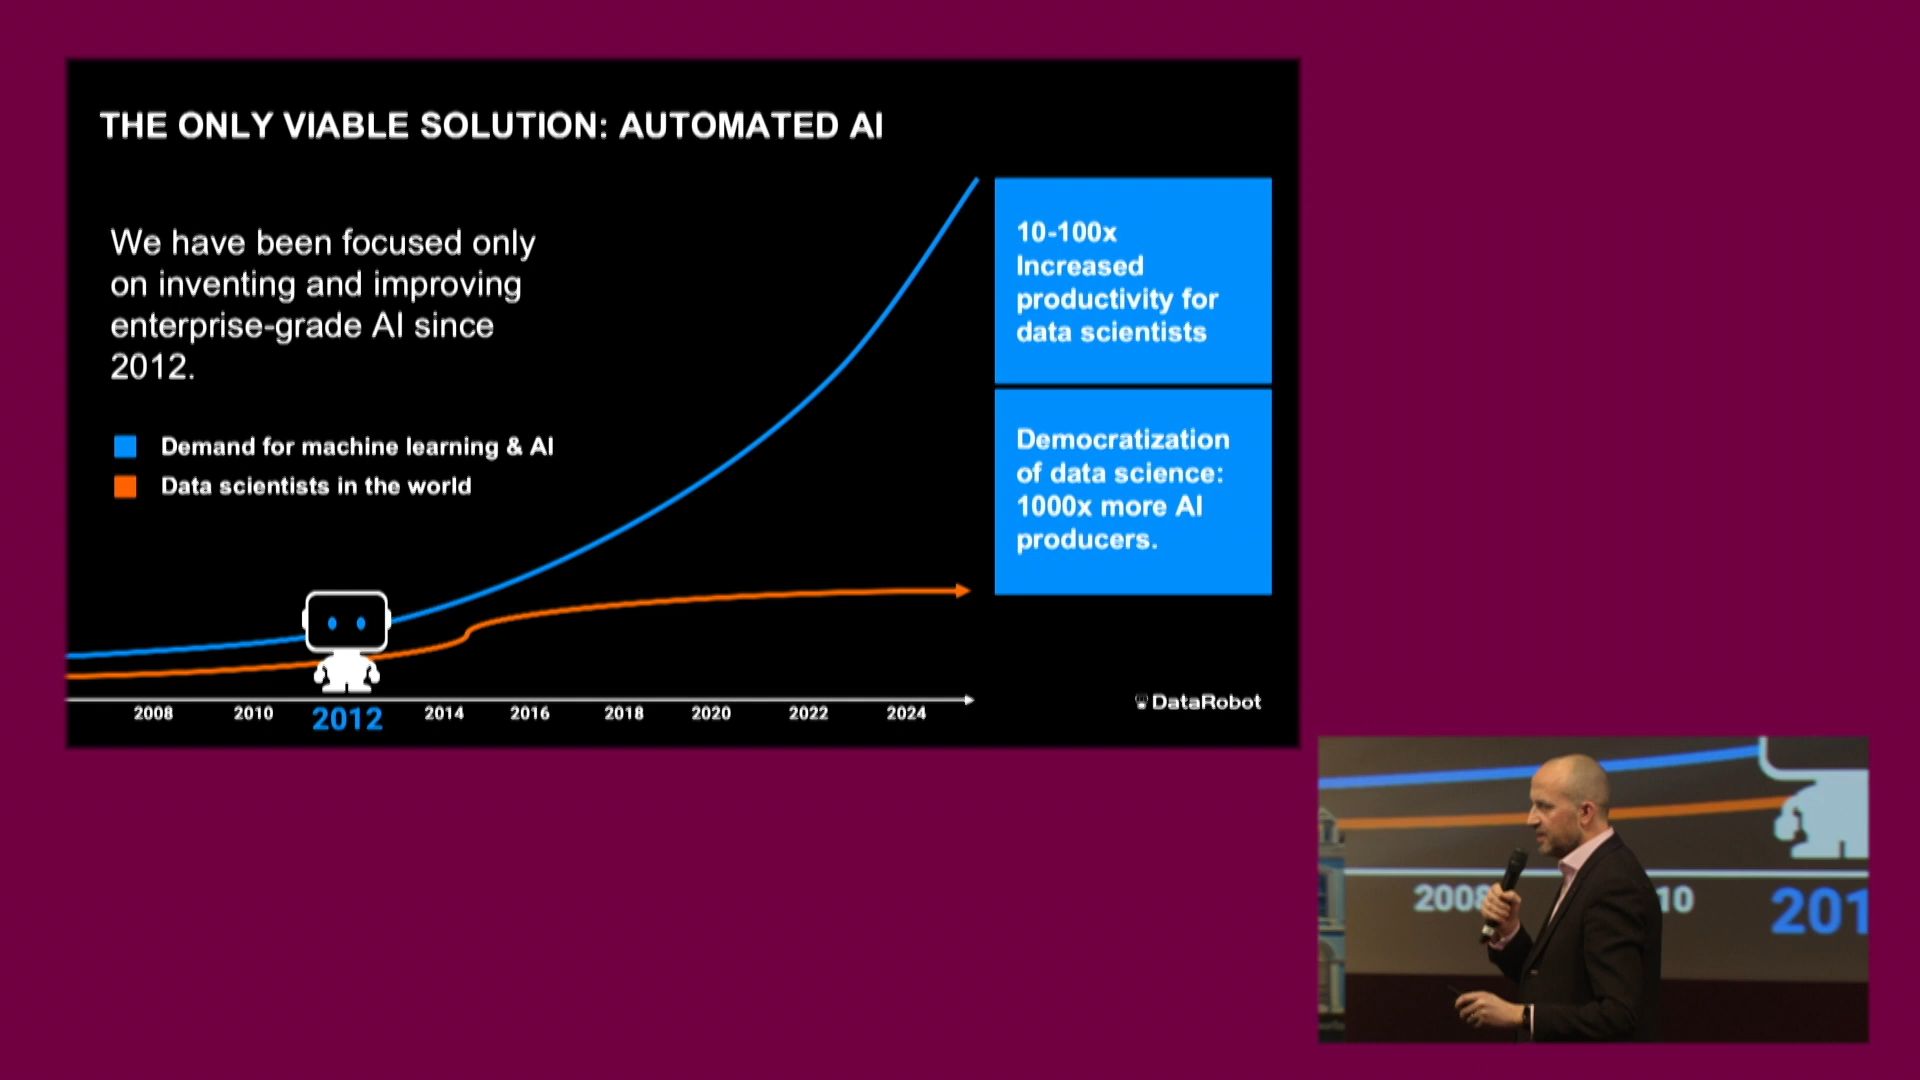 THE ONLY VIABLE SOLUTION: AUTOMATED AI
We have been focused only
on inventing and improving
enterprise-grade AI since
2012.
Demand for machine learning & AI
Data scientists in the world
10-100x
Increased
productivity for
data scientists
Democratization
of data science:
1000x more AI
producers.
2008 2010 2012 2014 2016 2018 2020 2022 2024
DataRobot
2008 10 201